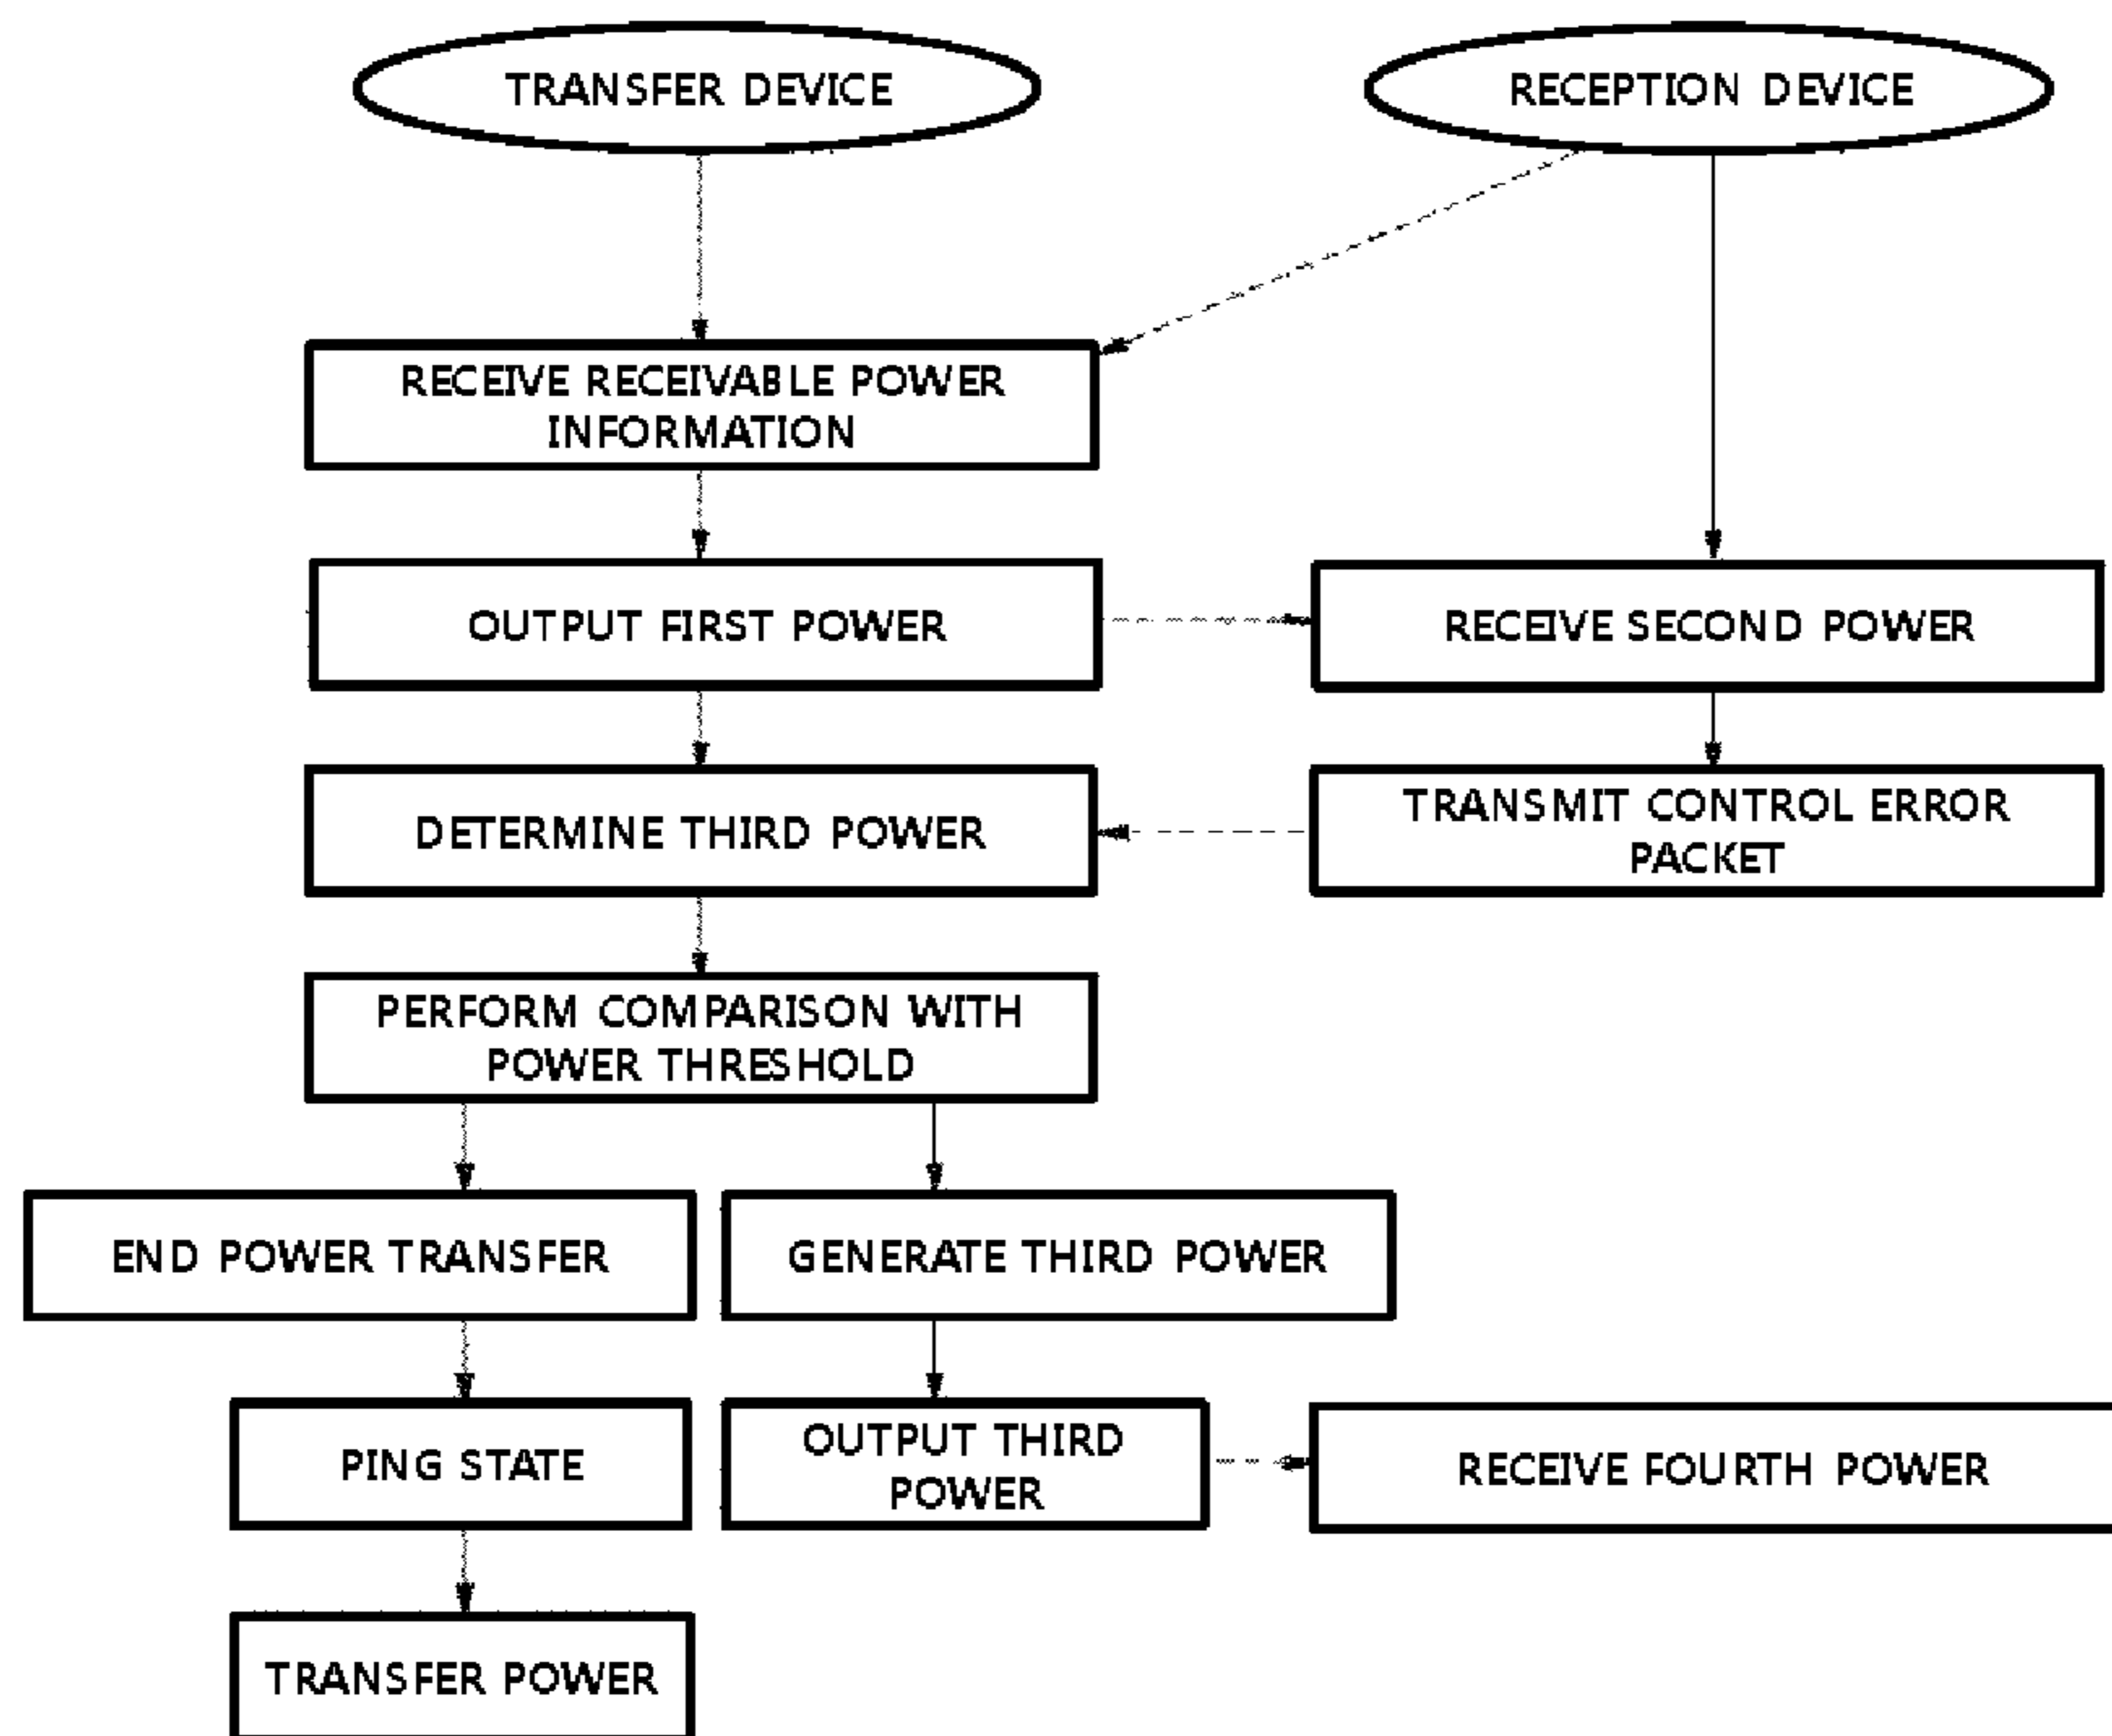 TRANSFER DEVICE
RECEPTION DEVICE
RECEIVE RECEIVABLE POWER
INFORMATION
OUTPUT FIRST POWER
RECEIVE SECOND POWER
DETERMINE THIRD POWER
TRANSMIT CONTROL ERROR
PACKET
PERFORM COMPARISON WITH
POWER THRESHOLD
END POWER TRANSFER
GENERATE THIRD POWER
PING STATE
OUTPUT THIRD
POWER
RECEIVE FOURTH POWER
TRANSFER POWER